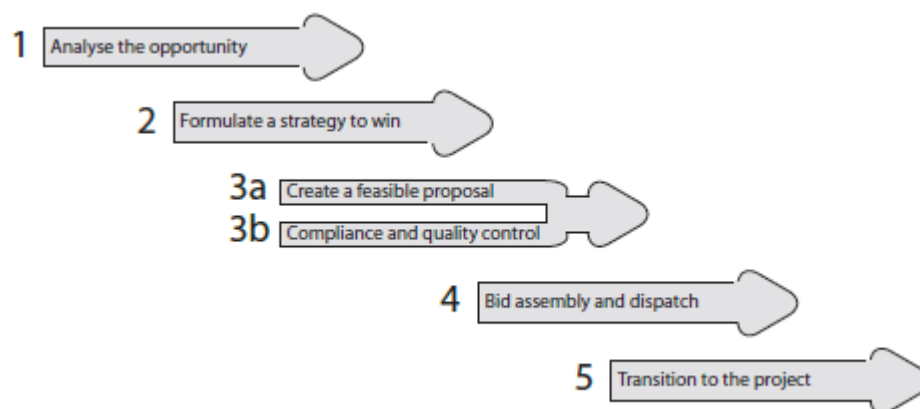 1 Analyse the opportunity
2 Formulate a strategy to win
3a Create a feasible proposal
3b Compliance and quality control
4 Bid assembly and dispatch
5 Transition to the project